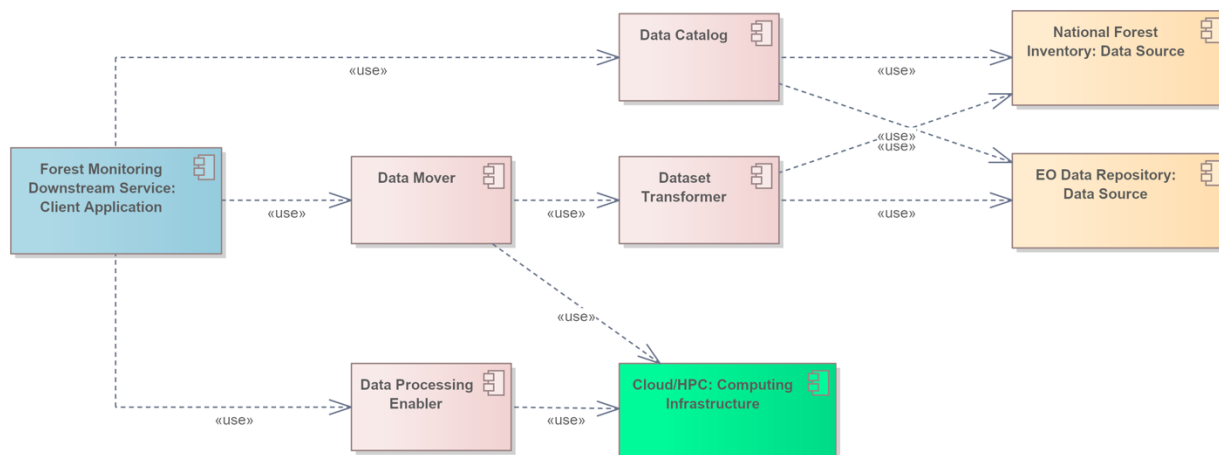 Data Catalog
National Forest
Inventory: Data Source
«use»
«use»
«use»
«use»
Forest Monitoring
Downstream Service:
Client Application
Data Mover
Dataset
Transformer
EO Data Repository:
Data Source
«use»
«use»
«use»
«use»
Data Processing
Enabler
Cloud/HPC: Computing
Infrastructure
«use»
«use»